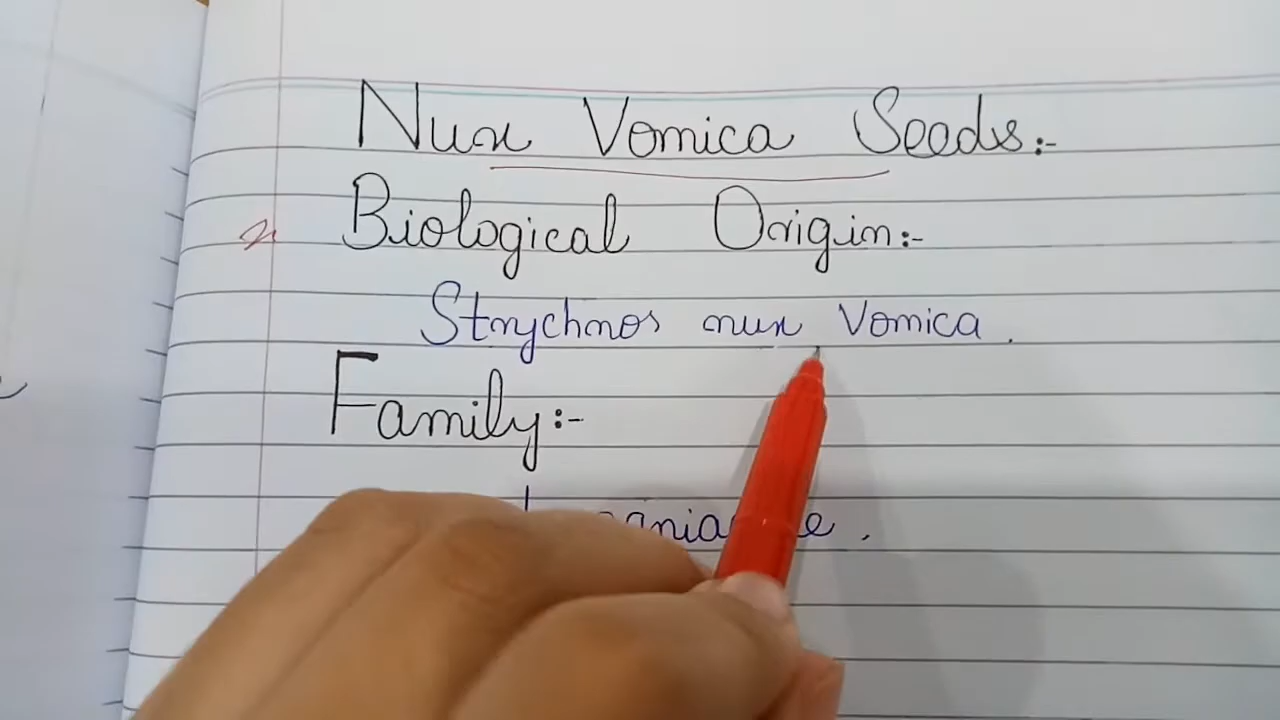 Nux Vomica Seeds:-
Biological Origin:-
Strychnos nux Vomica.
Family:-